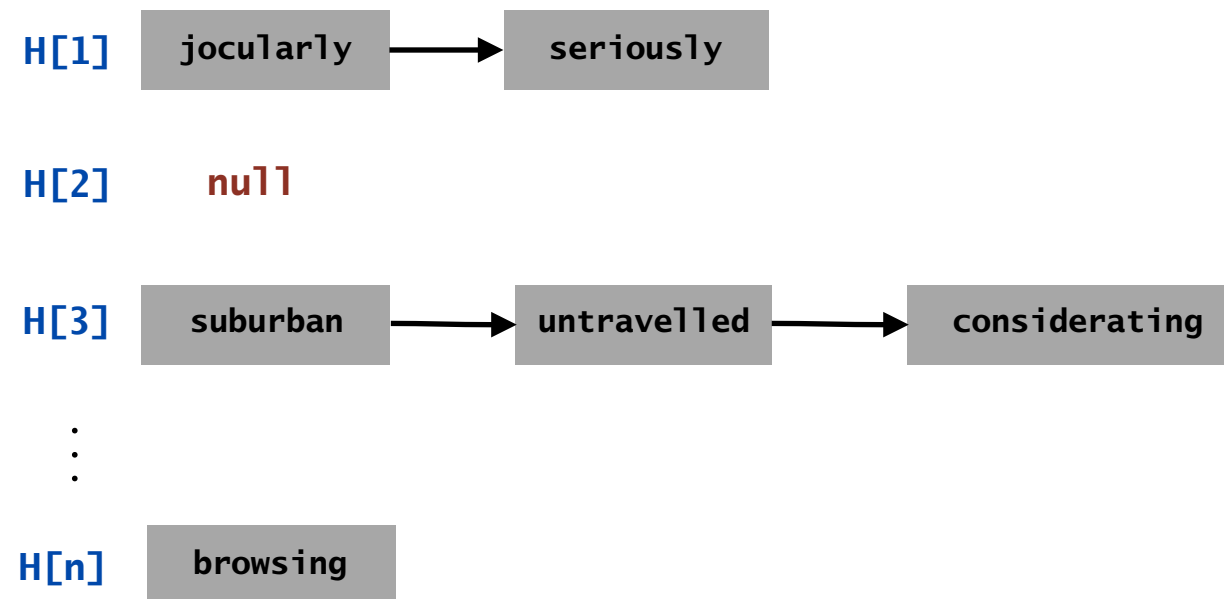 H[1] jocularly seriously
H[2] null
H[3] suburban untravelled considerating
.
.
.
H[n] browsing